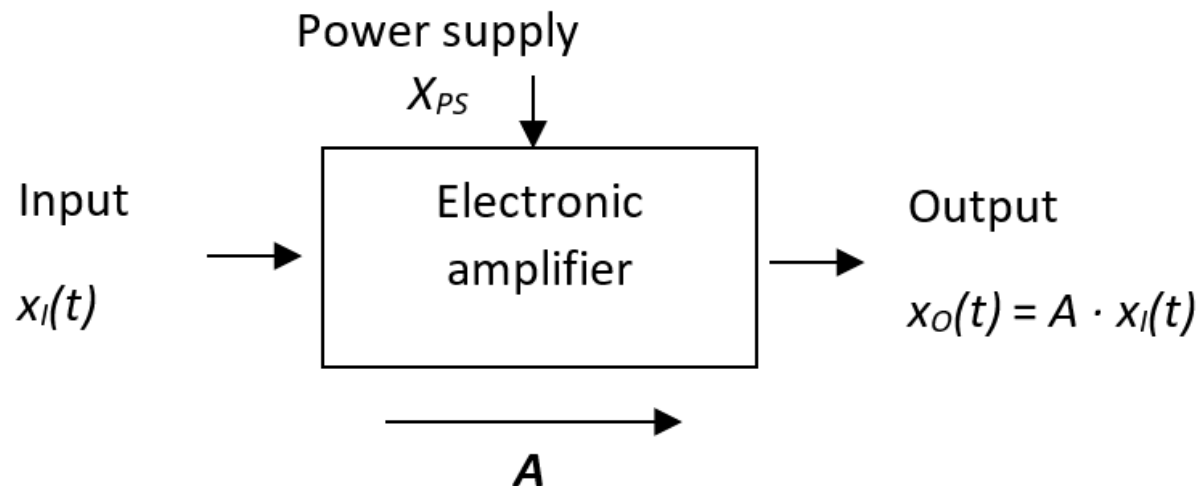 Power supply
X_PS
Input
x_I(t)
Electronic
amplifier
Output
x_O(t) = A · x_I(t)
A